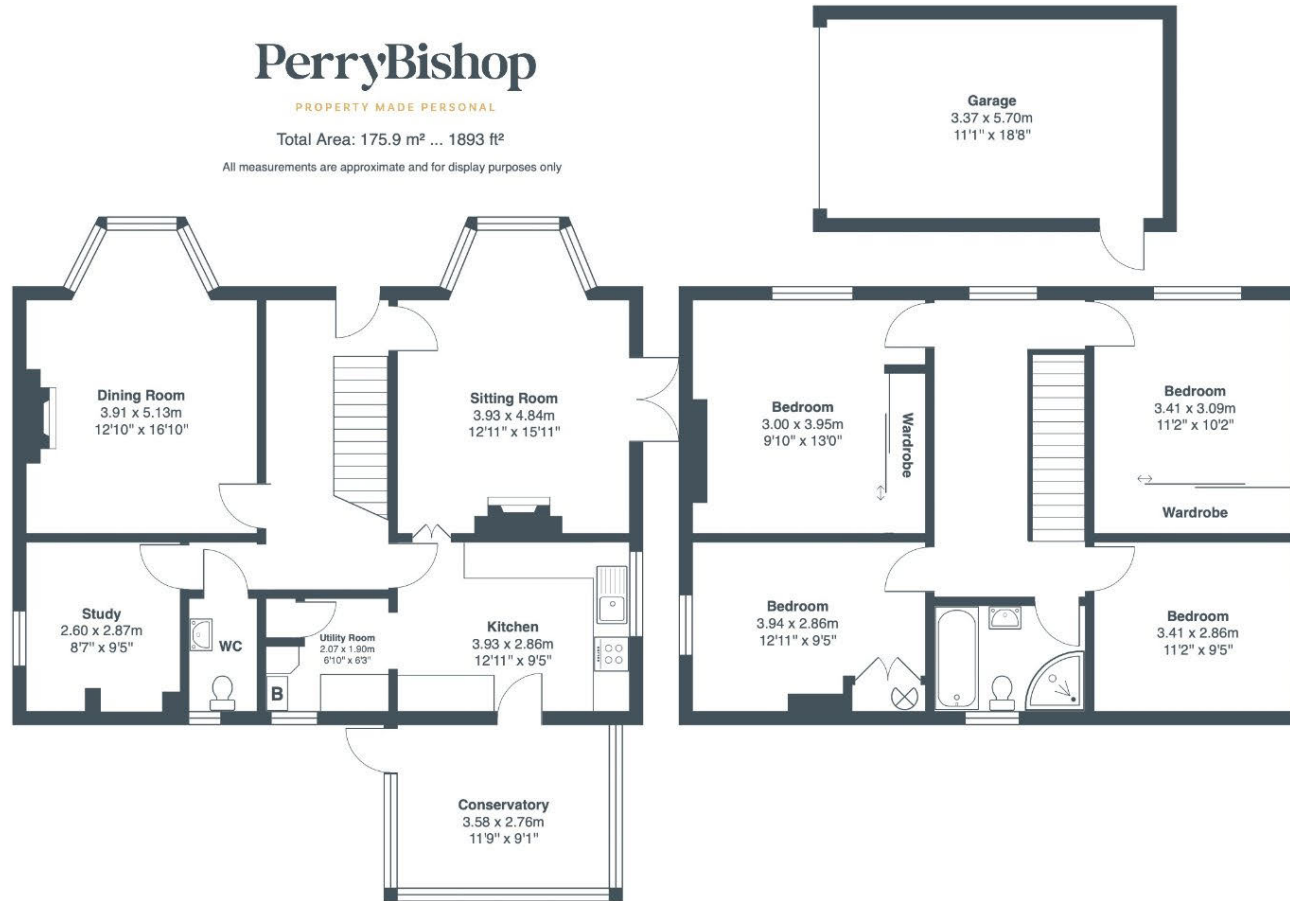 PerryBishop
PROPERTY MADE PERSONAL
Total Area: 175.9 m² ... 1893 ft²
All measurements are approximate and for display purposes only
Garage
3.37 x 5.70m
11'1" x 18'8"
Dining Room
3.91 x 5.13m
12'10" x 16'10"
Sitting Room
3.93 x 4.84m
12'11" x 15'11"
Study
2.60 x 2.87m
8'7" x 9'5"
WC
Utility Room
2.07 x 1.90m
6'10" x 6'3"
B
Kitchen
3.93 x 2.86m
12'11" x 9'5"
Conservatory
3.58 x 2.76m
11'9" x 9'1"
Bedroom
3.00 x 3.95m
9'10" x 13'0"
Wardrobe
Bedroom
3.41 x 3.09m
11'2" x 10'2"
Wardrobe
Bedroom
3.94 x 2.86m
12'11" x 9'5"
Bedroom
3.41 x 2.86m
11'2" x 9'5"